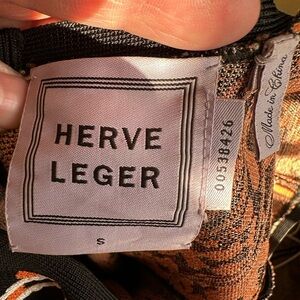 HERVE
LEGER
S
00538426
Made in China